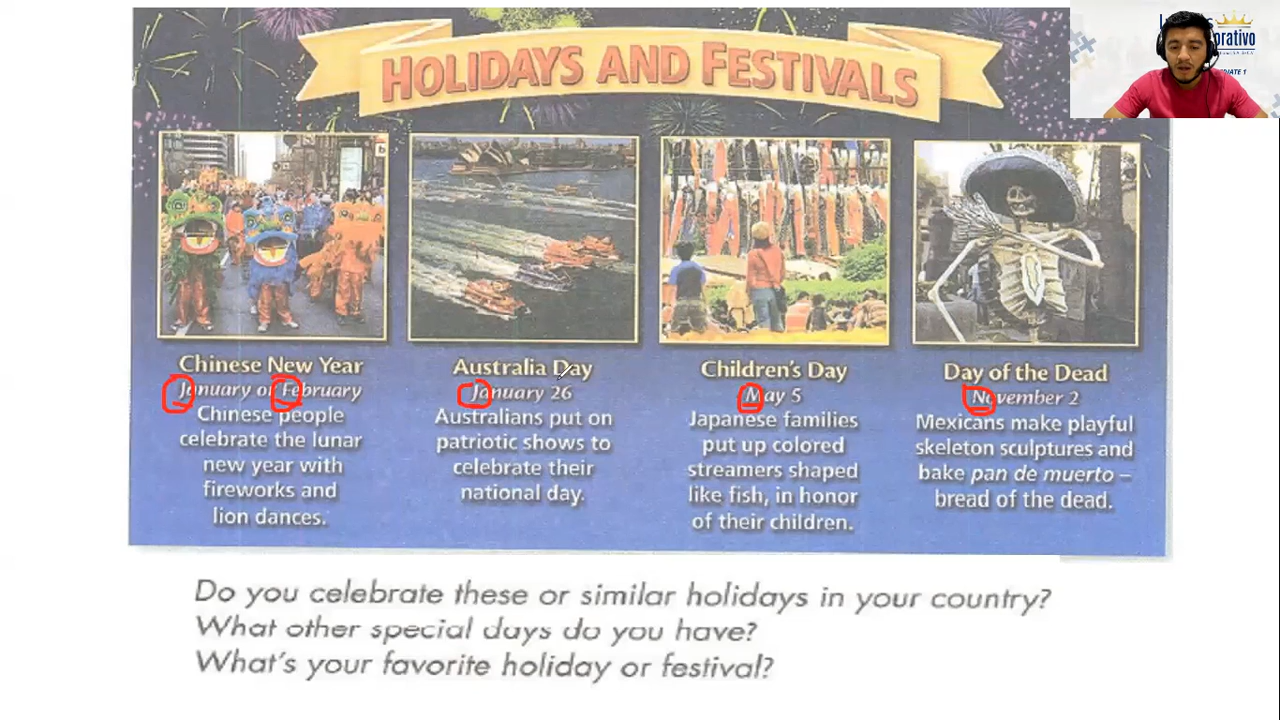 HOLIDAYS AND FESTIVALS
Chinese New Year
January or February
Chinese people
celebrate the lunar
new year with
fireworks and
lion dances.
Australia Day
January 26
Australians put on
patriotic shows to
celebrate their
national day.
Children's Day
May 5
Japanese families
put up colored
streamers shaped
like fish, in honor
of their children.
Day of the Dead
November 2
Mexicans make playful
skeleton sculptures and
bake pan de muerto –
bread of the dead.
Do you celebrate these or similar holidays in your country?
What other special days do you have?
What's your favorite holiday or festival?